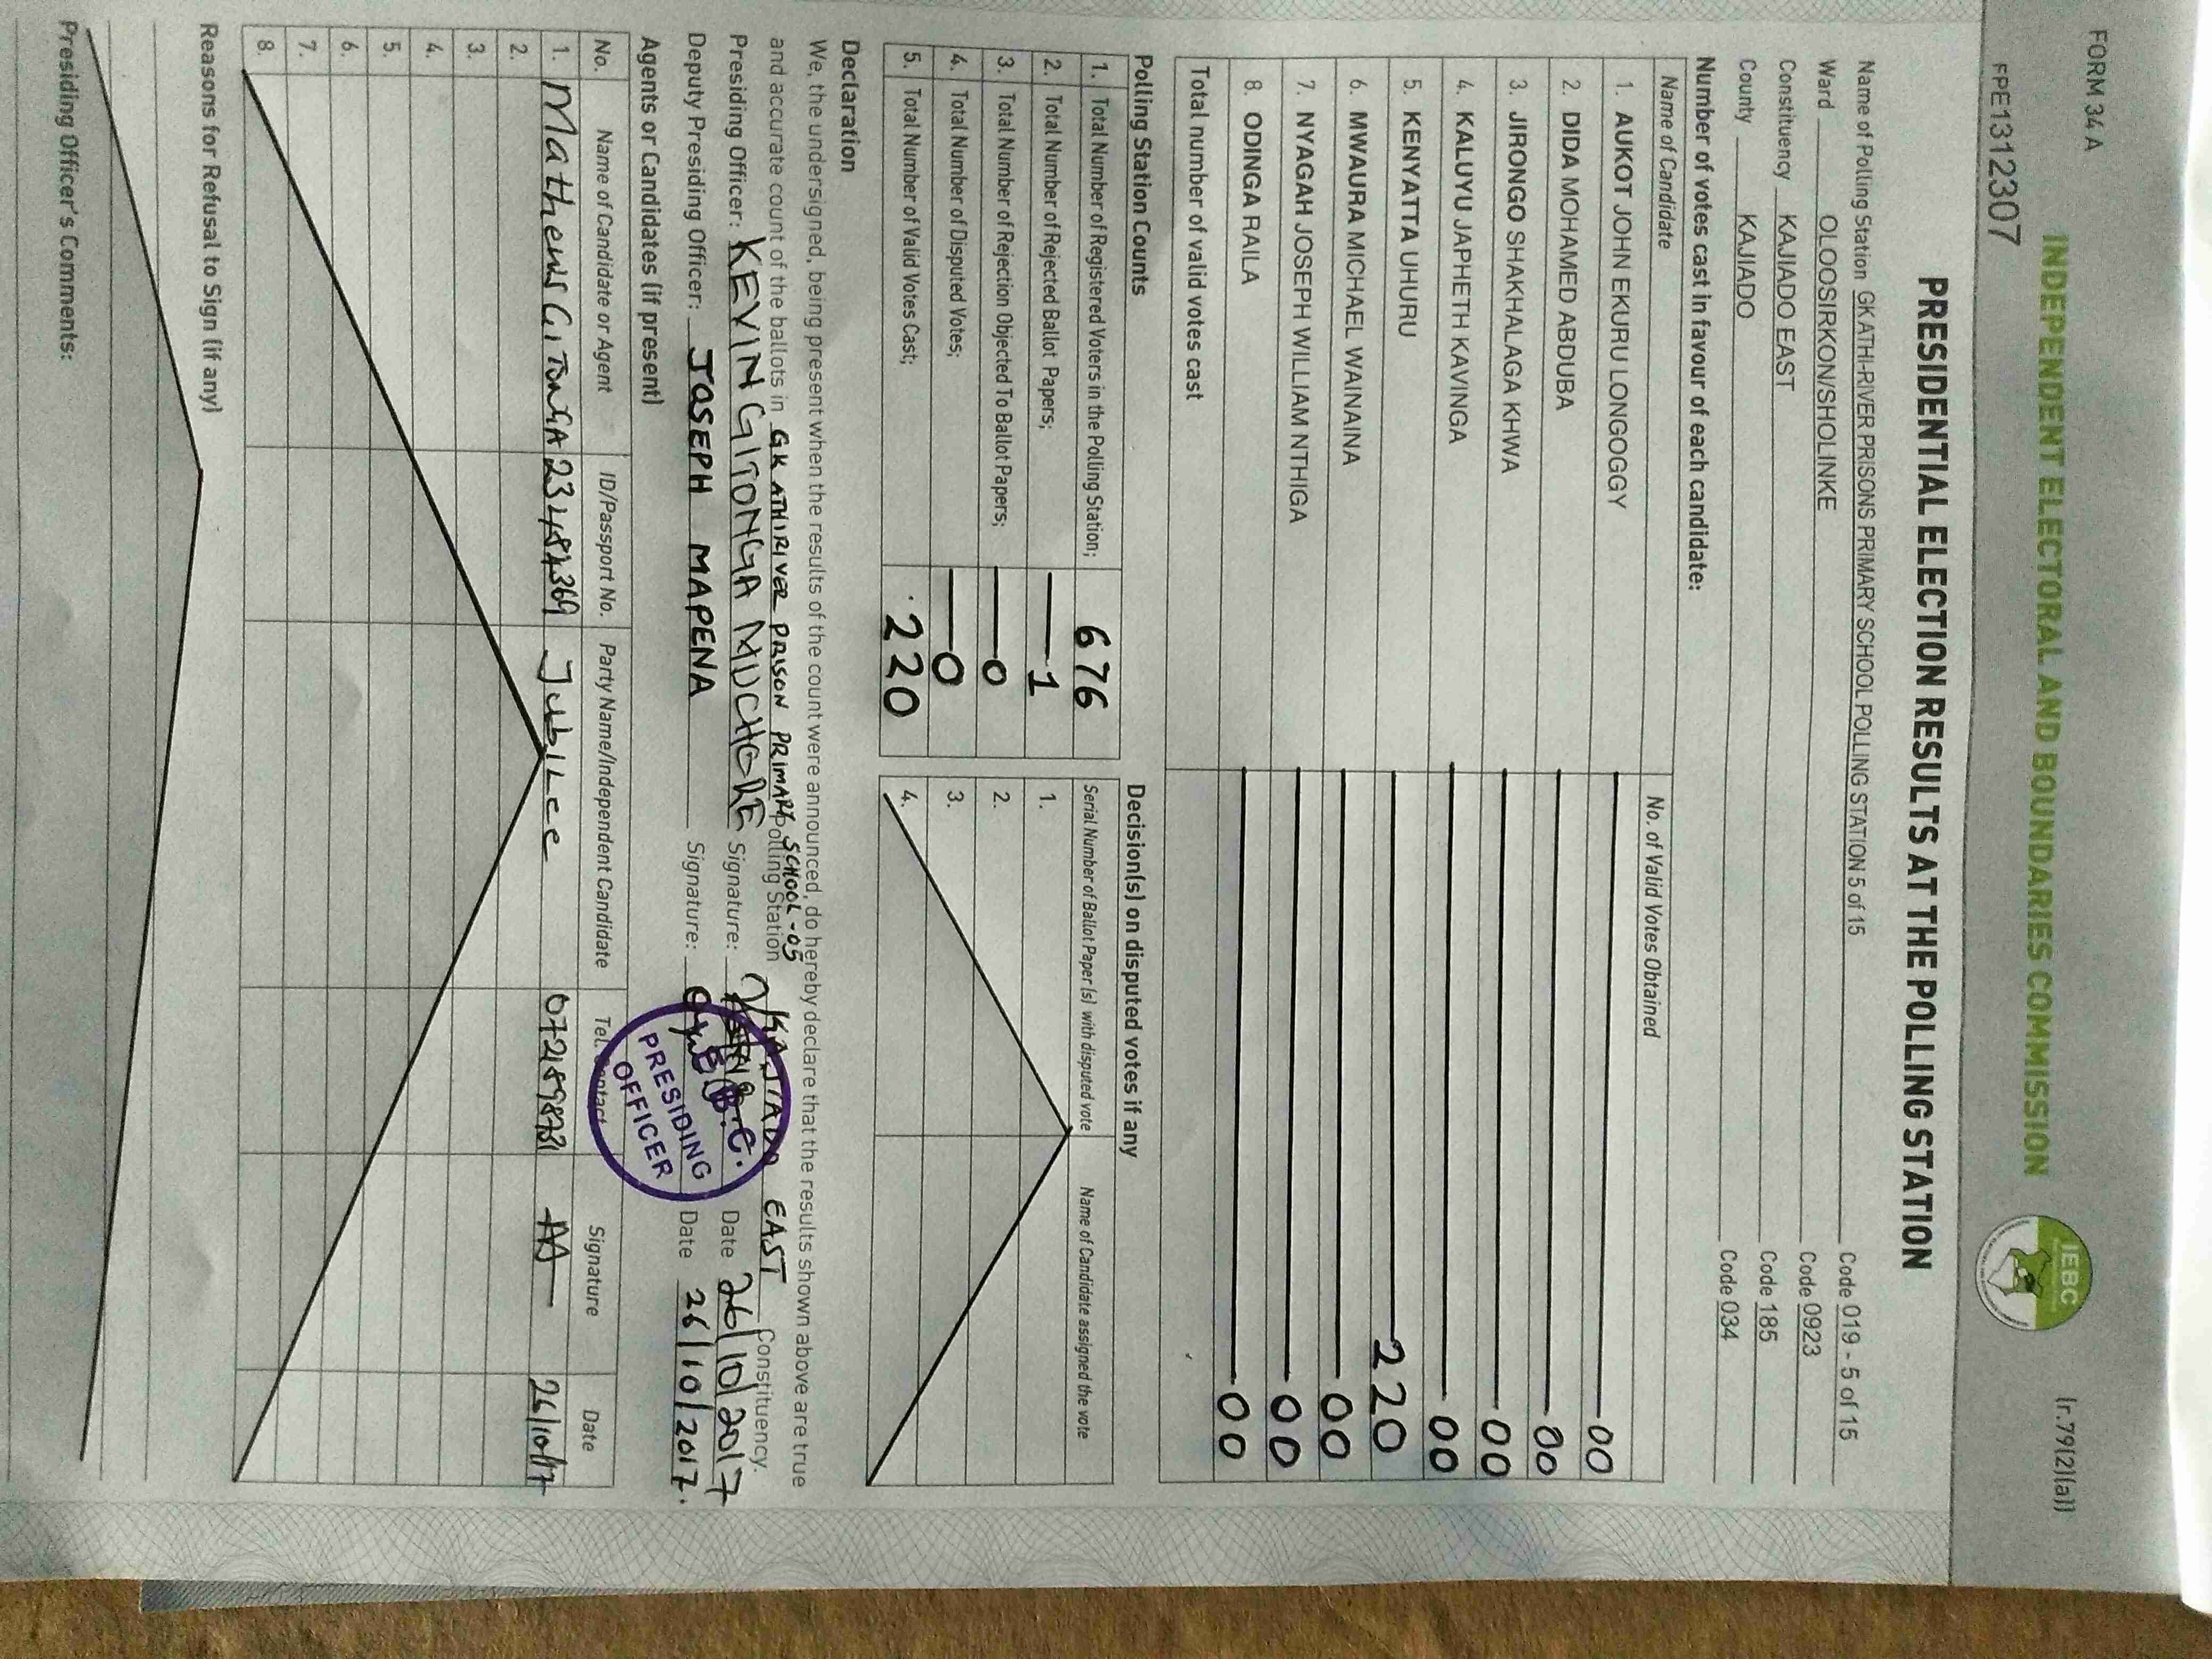 FORM 34 A
(r.79(2)(a))
INDEPENDENT ELECTORAL AND BOUNDARIES COMMISSION
IEBC
FPE1312307
PRESIDENTIAL ELECTION RESULTS AT THE POLLING STATION
Name of Polling Station GK ATHI-RIVER PRISONS PRIMARY SCHOOL POLLING STATION 5 of 15 Code 019 - 5 of 15
Ward OLOOSIRKON/SHOLINKE Code 0923
Constituency KAJIADO EAST Code 185
County KAJIADO Code 034
Number of votes cast in favour of each candidate:
Name of Candidate No. of Valid Votes Obtained
1. AUKOT JOHN EKURU LONGOGGY 00
2. DIDA MOHAMED ABDUBA 00
3. JIRONGO SHAKHALAGA KHWA 00
4. KALUYU JAPHETH KAVINGA 00
5. KENYATTA UHURU 220
6. MWAURA MICHAEL WAINAINA 00
7. NYAGAH JOSEPH WILLIAM NTHIGA 00
8. ODINGA RAILA 00
Total number of valid votes cast
Polling Station Counts
1. Total Number of Registered Voters in the Polling Station; 676
2. Total Number of Rejected Ballot Papers; 1
3. Total Number of Rejection Objected To Ballot Papers; 0
4. Total Number of Disputed Votes; 0
5. Total Number of Valid Votes Cast; 220
Decision(s) on disputed votes if any
Serial Number of Ballot Paper(s) with disputed vote Name of Candidate assigned the vote
1.
2.
3.
4.
Declaration
We, the undersigned, being present when the results of the count were announced, do hereby declare that the results shown above are true
and accurate count of the ballots in GK ATHIRIVER PRISON PRIMARY SCHOOL -05 Polling Station KAJIADO EAST Constituency.
Presiding Officer: KEVIN GITONGA MUCHORE Signature: Date 26/10/2017
Deputy Presiding Officer: JOSEPH MAPENA Signature: Date 26/10/2017.
PRESIDING
OFFICER
Agents or Candidates (if present)
No. Name of Candidate or Agent ID/Passport No. Party Name/Independent Candidate Tel. Contact Signature Date
1. Mathews GITONGA Jubilee 26/10/17
2.
3.
4.
5.
6.
7.
8.
Reasons for Refusal to Sign (if any)
Presiding Officer's Comments: